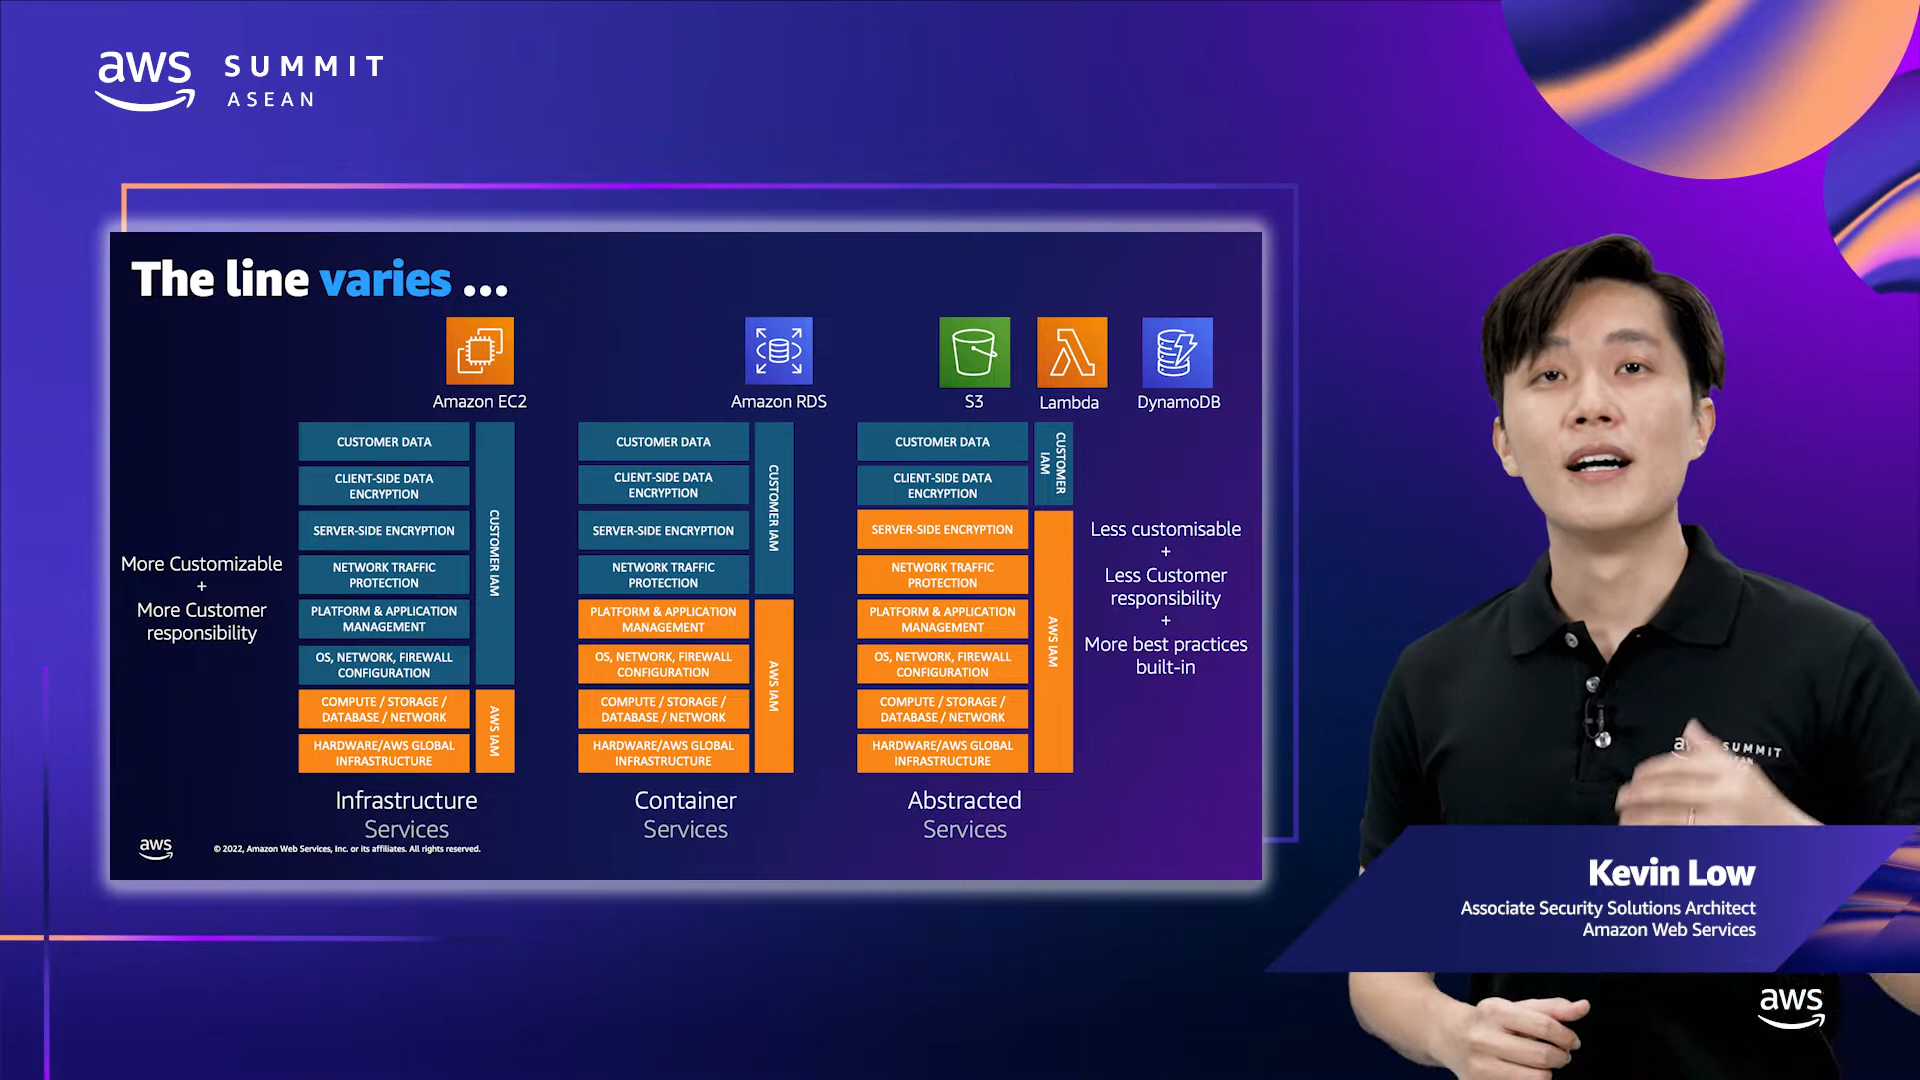 aws SUMMIT
ASEAN
The line varies ...
Amazon EC2
Amazon RDS
S3
Lambda
DynamoDB
More Customizable
+
More Customer
responsibility
CUSTOMER DATA
CLIENT-SIDE DATA
ENCRYPTION
SERVER-SIDE ENCRYPTION
NETWORK TRAFFIC
PROTECTION
PLATFORM & APPLICATION
MANAGEMENT
OS, NETWORK, FIREWALL
CONFIGURATION
COMPUTE / STORAGE /
DATABASE / NETWORK
HARDWARE/AWS GLOBAL
INFRASTRUCTURE
CUSTOMER IAM
AWS IAM
Infrastructure
Services
CUSTOMER DATA
CLIENT-SIDE DATA
ENCRYPTION
SERVER-SIDE ENCRYPTION
NETWORK TRAFFIC
PROTECTION
PLATFORM & APPLICATION
MANAGEMENT
OS, NETWORK, FIREWALL
CONFIGURATION
COMPUTE / STORAGE /
DATABASE / NETWORK
HARDWARE/AWS GLOBAL
INFRASTRUCTURE
CUSTOMER IAM
AWS IAM
Container
Services
CUSTOMER DATA
CLIENT-SIDE DATA
ENCRYPTION
SERVER-SIDE ENCRYPTION
NETWORK TRAFFIC
PROTECTION
PLATFORM & APPLICATION
MANAGEMENT
OS, NETWORK, FIREWALL
CONFIGURATION
COMPUTE / STORAGE /
DATABASE / NETWORK
HARDWARE/AWS GLOBAL
INFRASTRUCTURE
CUSTOMER
IAM
AWS IAM
Abstracted
Services
Less customisable
+
Less Customer
responsibility
+
More best practices
built-in
aws
© 2022, Amazon Web Services, Inc. or its affiliates. All rights reserved.
SUMMIT
Kevin Low
Associate Security Solutions Architect
Amazon Web Services
aws